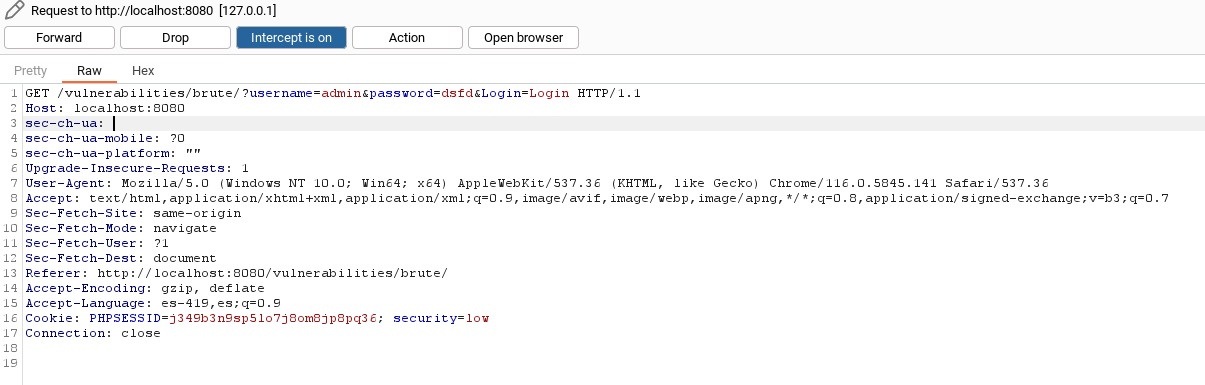 Request to http://localhost:8080 [127.0.0.1]
Forward Drop Intercept is on Action Open browser
Pretty Raw Hex
1 GET /vulnerabilities/brute/?username=admin&password=dsfd&Login=Login HTTP/1.1
2 Host: localhost:8080
3 sec-ch-ua:
4 sec-ch-ua-mobile: ?0
5 sec-ch-ua-platform: ""
6 Upgrade-Insecure-Requests: 1
7 User-Agent: Mozilla/5.0 (Windows NT 10.0; Win64; x64) AppleWebKit/537.36 (KHTML, like Gecko) Chrome/116.0.5845.141 Safari/537.36
8 Accept: text/html,application/xhtml+xml,application/xml;q=0.9,image/avif,image/webp,image/apng,*/*;q=0.8,application/signed-exchange;v=b3;q=0.7
9 Sec-Fetch-Site: same-origin
10 Sec-Fetch-Mode: navigate
11 Sec-Fetch-User: ?1
12 Sec-Fetch-Dest: document
13 Referer: http://localhost:8080/vulnerabilities/brute/
14 Accept-Encoding: gzip, deflate
15 Accept-Language: es-419,es;q=0.9
16 Cookie: PHPSESSID=j349b3n9sp5lo7j8om8jp8pq36; security=low
17 Connection: close
18
19